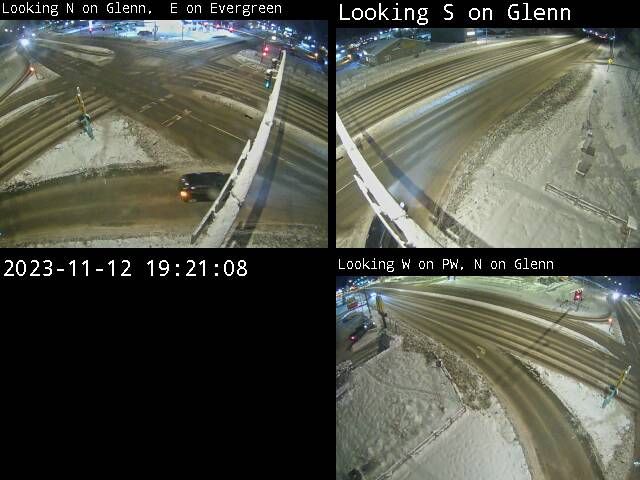 Looking N on Glenn, E on Evergreen
Looking S on Glenn
2023-11-12 19:21:08
Looking W on PW, N on Glenn